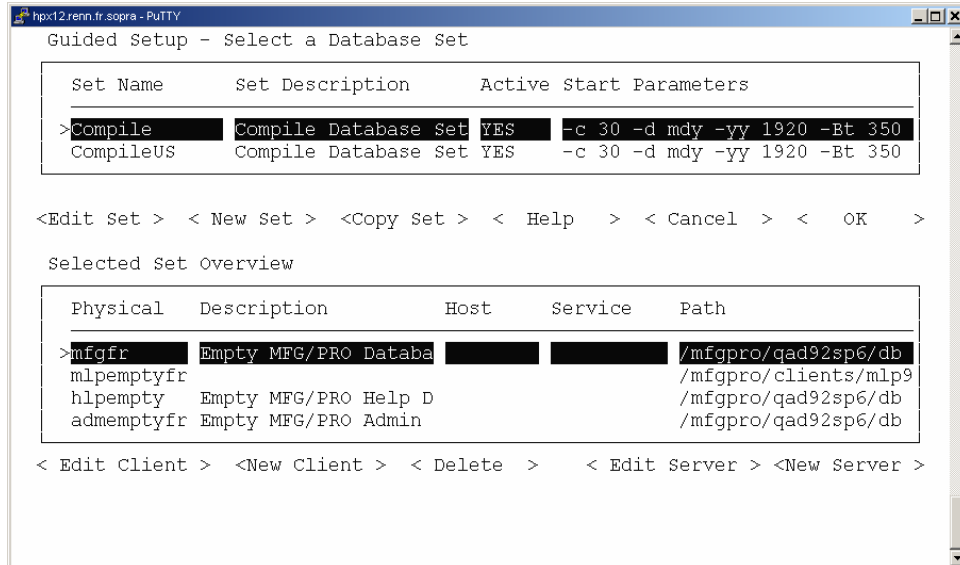 hpx12.renn.fr.sopra - PuTTY
Guided Setup - Select a Database Set
Set Name Set Description Active Start Parameters
>Compile Compile Database Set YES -c 30 -d mdy -yy 1920 -Bt 350
CompileUS Compile Database Set YES -c 30 -d mdy -yy 1920 -Bt 350
<Edit Set > < New Set > <Copy Set > < Help > < Cancel > < OK >
Selected Set Overview
Physical Description Host Service Path
>mfgfr Empty MFG/PRO Databa /mfgpro/qad92sp6/db
mlpemptyfr /mfgpro/clients/mlp9
hlpempty Empty MFG/PRO Help D /mfgpro/qad92sp6/db
admemptyfr Empty MFG/PRO Admin /mfgpro/qad92sp6/db
< Edit Client > <New Client > < Delete > < Edit Server > <New Server >